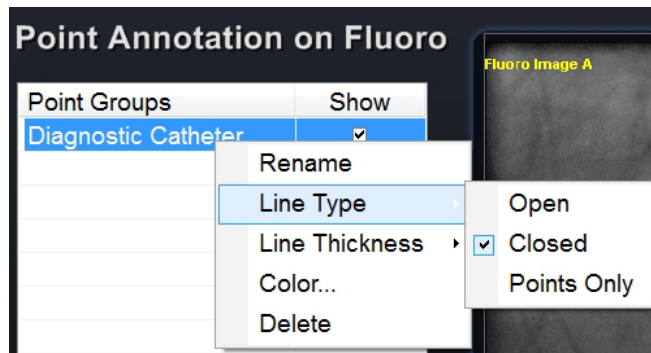 Point Annotation on Fluoro
Fluoro Image A
Point Groups Show
Diagnostic Catheter
Rename
Line Type
Line Thickness
Color...
Delete
Open
Closed
Points Only